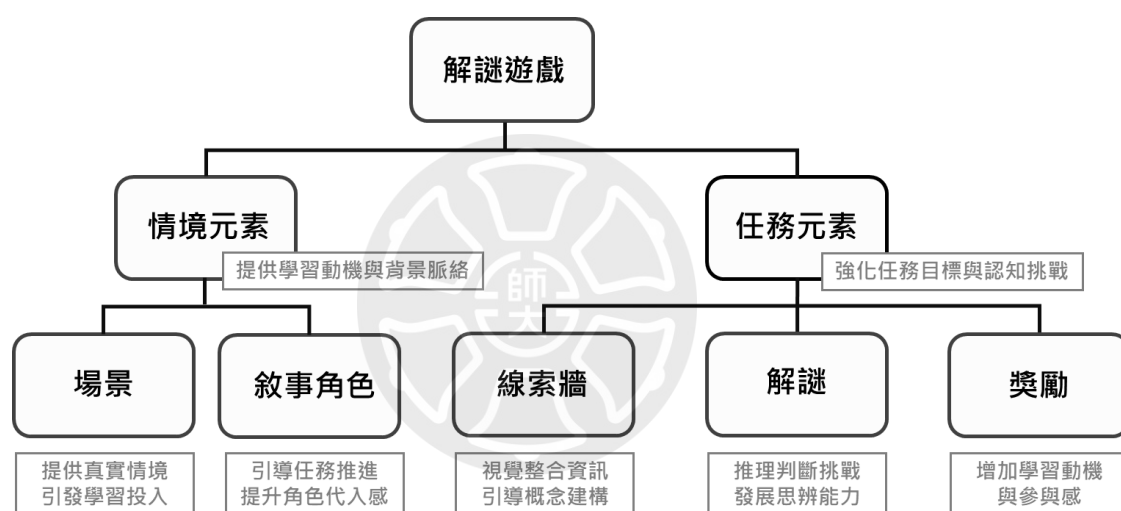 解謎遊戲
情境元素
提供學習動機與背景脈絡
任務元素
強化任務目標與認知挑戰
場景
敘事角色
線索牆
解謎
獎勵
提供真實情境
引發學習投入
引導任務推進
提升角色代入感
視覺整合資訊
引導概念建構
推理判斷挑戰
發展思辨能力
增加學習動機
與參與感
師大